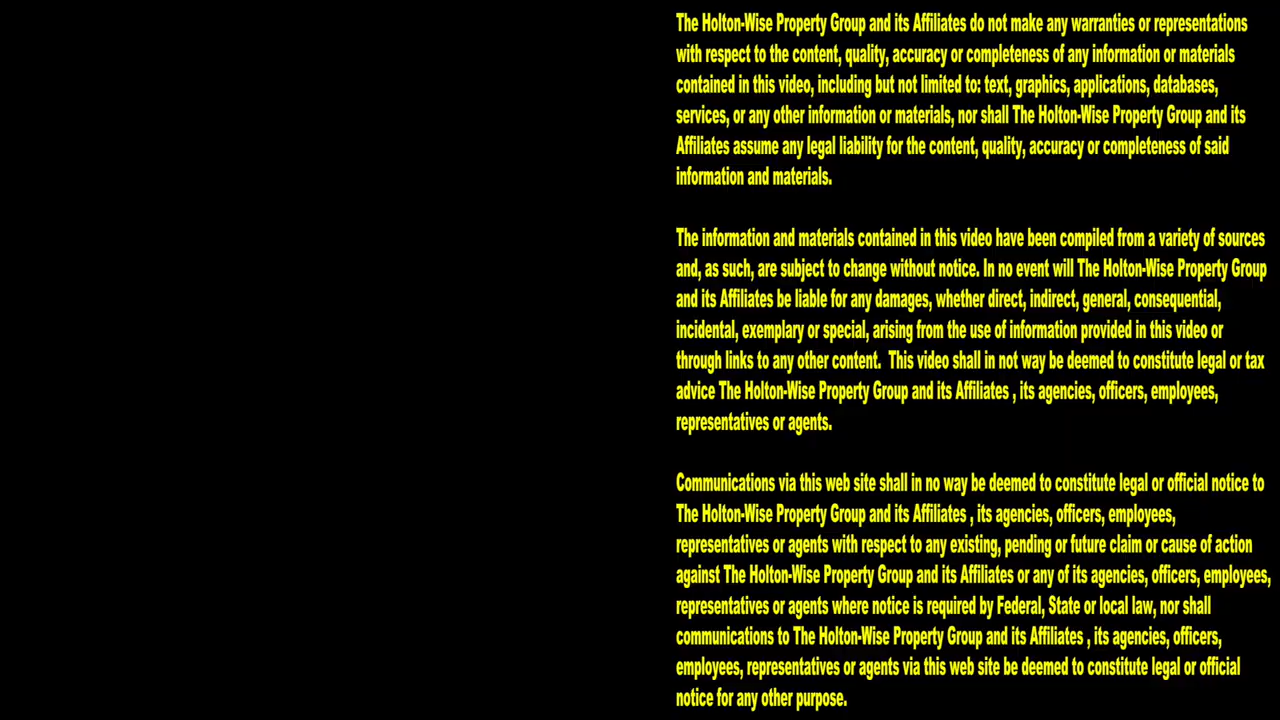 The Holton-Wise Property Group and its Affiliates do not make any warranties or representations
with respect to the content, quality, accuracy or completeness of any information or materials
contained in this video, including but not limited to: text, graphics, applications, databases,
services, or any other information or materials, nor shall The Holton-Wise Property Group and its
Affiliates assume any legal liability for the content, quality, accuracy or completeness of said
information and materials.
The information and materials contained in this video have been compiled from a variety of sources
and, as such, are subject to change without notice. In no event will The Holton-Wise Property Group
and its Affiliates be liable for any damages, whether direct, indirect, general, consequential,
incidental, exemplary or special, arising from the use of information provided in this video or
through links to any other content.  This video shall in not way be deemed to constitute legal or tax
advice The Holton-Wise Property Group and its Affiliates , its agencies, officers, employees,
representatives or agents.
Communications via this web site shall in no way be deemed to constitute legal or official notice to
The Holton-Wise Property Group and its Affiliates , its agencies, officers, employees,
representatives or agents with respect to any existing, pending or future claim or cause of action
against The Holton-Wise Property Group and its Affiliates or any of its agencies, officers, employees,
representatives or agents where notice is required by Federal, State or local law, nor shall
communications to The Holton-Wise Property Group and its Affiliates , its agencies, officers,
employees, representatives or agents via this web site be deemed to constitute legal or official
notice for any other purpose.